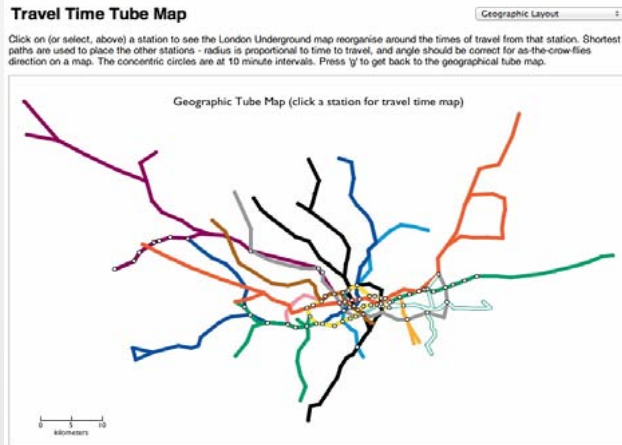 Travel Time Tube Map
Geographic Layout
Click on (or select, above) a station to see the London Underground map reorganise around the times of travel from that station. Shortest
paths are used to place the other stations - radius is proportional to time to travel, and angle should be correct for as-the-crow-flies
direction on a map. The concentric circles are at 10 minute intervals. Press 'g' to get back to the geographical tube map.
Geographic Tube Map (click a station for travel time map)
0 5 10
kilometers